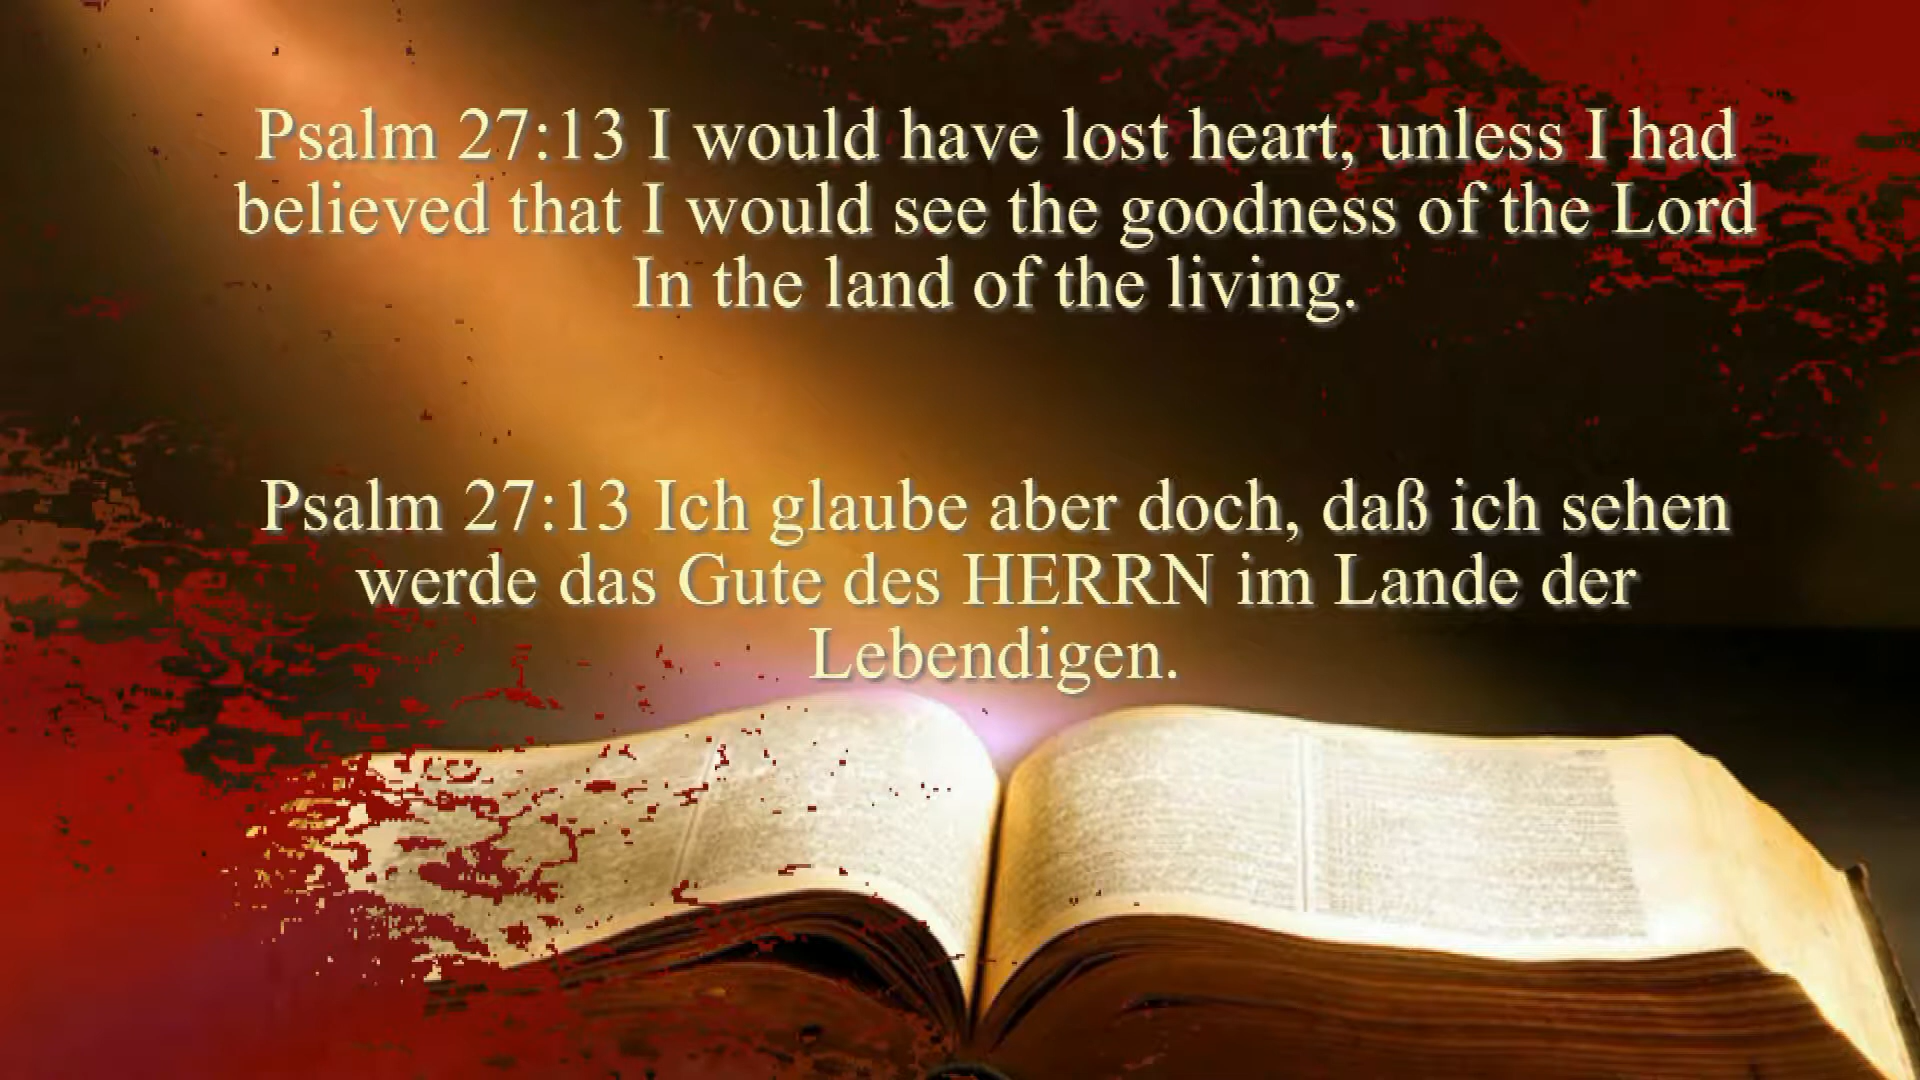 Psalm 27:13 I would have lost heart, unless I had
believed that I would see the goodness of the Lord
In the land of the living.
Psalm 27:13 Ich glaube aber doch, daß ich sehen
werde das Gute des HERRN im Lande der
Lebendigen.